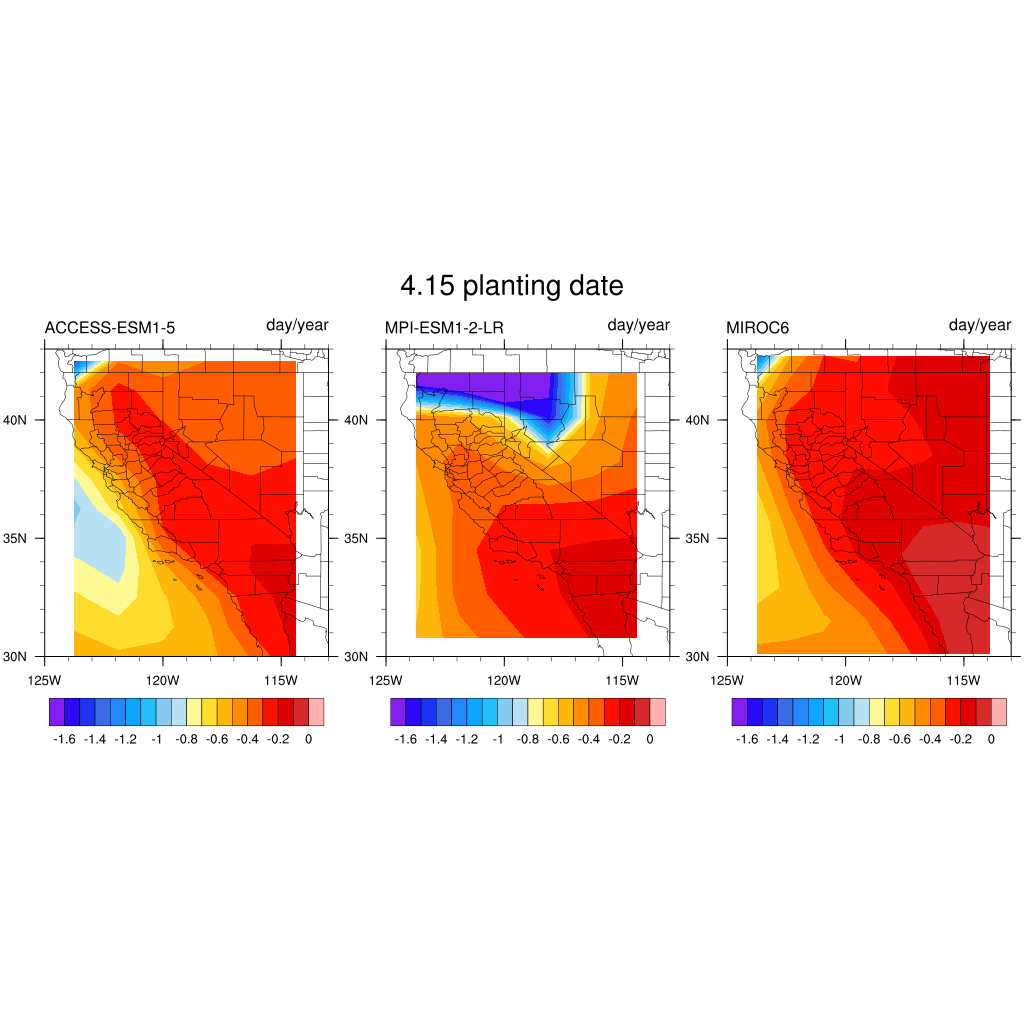 4.15 planting date
ACCESS-ESM1-5 day/year
MPI-ESM1-2-LR day/year
MIROC6 day/year
40N 40N 40N
35N 35N 35N
30N 30N 30N
125W 120W 115W
125W 120W 115W
125W 120W 115W
-1.6 -1.4 -1.2 -1 -0.8 -0.6 -0.4 -0.2 0
-1.6 -1.4 -1.2 -1 -0.8 -0.6 -0.4 -0.2 0
-1.6 -1.4 -1.2 -1 -0.8 -0.6 -0.4 -0.2 0